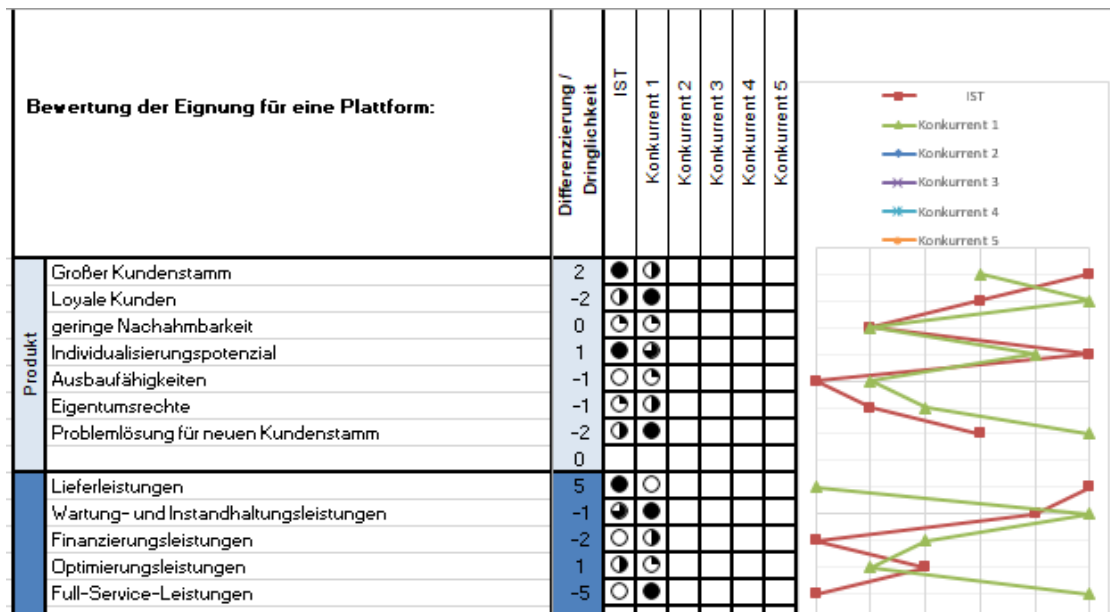 Bewertung der Eignung für eine Plattform:
Differenzierung /
Dringlichkeit
IST
Konkurrent 1
Konkurrent 2
Konkurrent 3
Konkurrent 4
Konkurrent 5
IST
Konkurrent 1
Konkurrent 2
Konkurrent 3
Konkurrent 4
Konkurrent 5
Produkt
Großer Kundenstamm 2
Loyale Kunden -2
geringe Nachahmbarkeit 0
Individualisierungspotenzial 1
Ausbaufähigkeiten -1
Eigentumsrechte -1
Problemlösung für neuen Kundenstamm -2
0
Lieferleistungen 5
Wartung- und Instandhaltungsleistungen -1
Finanzierungsleistungen -2
Optimierungsleistungen 1
Full-Service-Leistungen -5